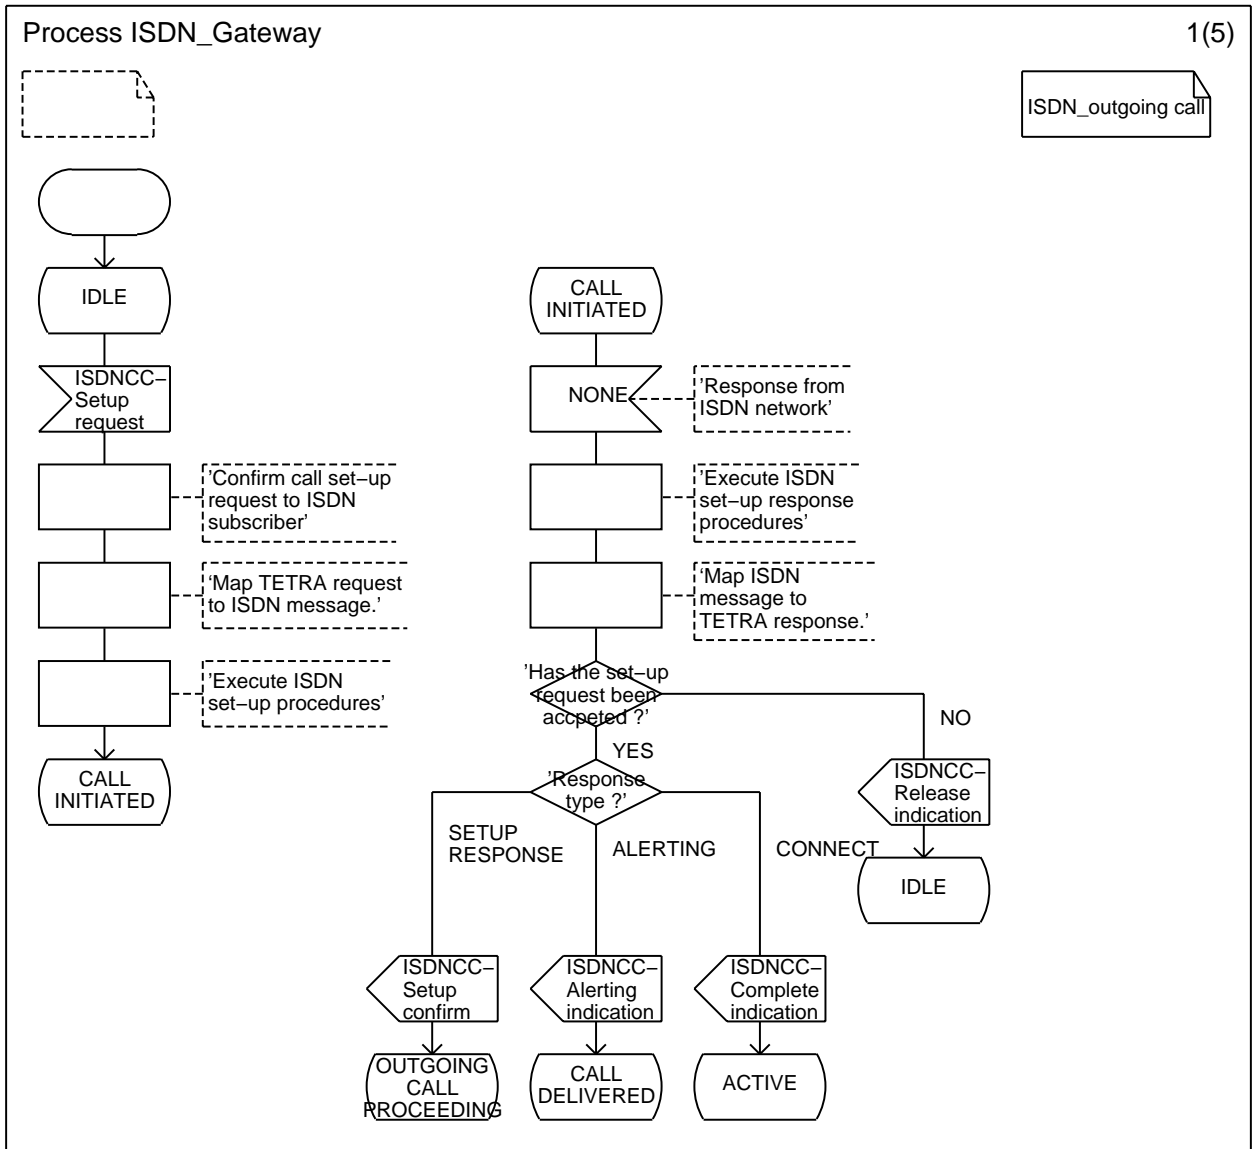 Process ISDN_Gateway
1(5)
ISDN_outgoing call
IDLE
ISDNCC–
Setup
request
'Confirm call set–up
request to ISDN
subscriber'
'Map TETRA request
to ISDN message.'
'Execute ISDN
set–up procedures'
CALL
INITIATED
CALL
INITIATED
NONE
'Response from
ISDN network'
'Execute ISDN
set–up response
procedures'
'Map ISDN
message to
TETRA response.'
'Has the set–up
request been
accpeted ?'
NO
YES
ISDNCC–
Release
indication
IDLE
'Response
type ?'
SETUP
RESPONSE
ALERTING
CONNECT
ISDNCC–
Setup
confirm
ISDNCC–
Alerting
indication
ISDNCC–
Complete
indication
OUTGOING
CALL
PROCEEDING
CALL
DELIVERED
ACTIVE